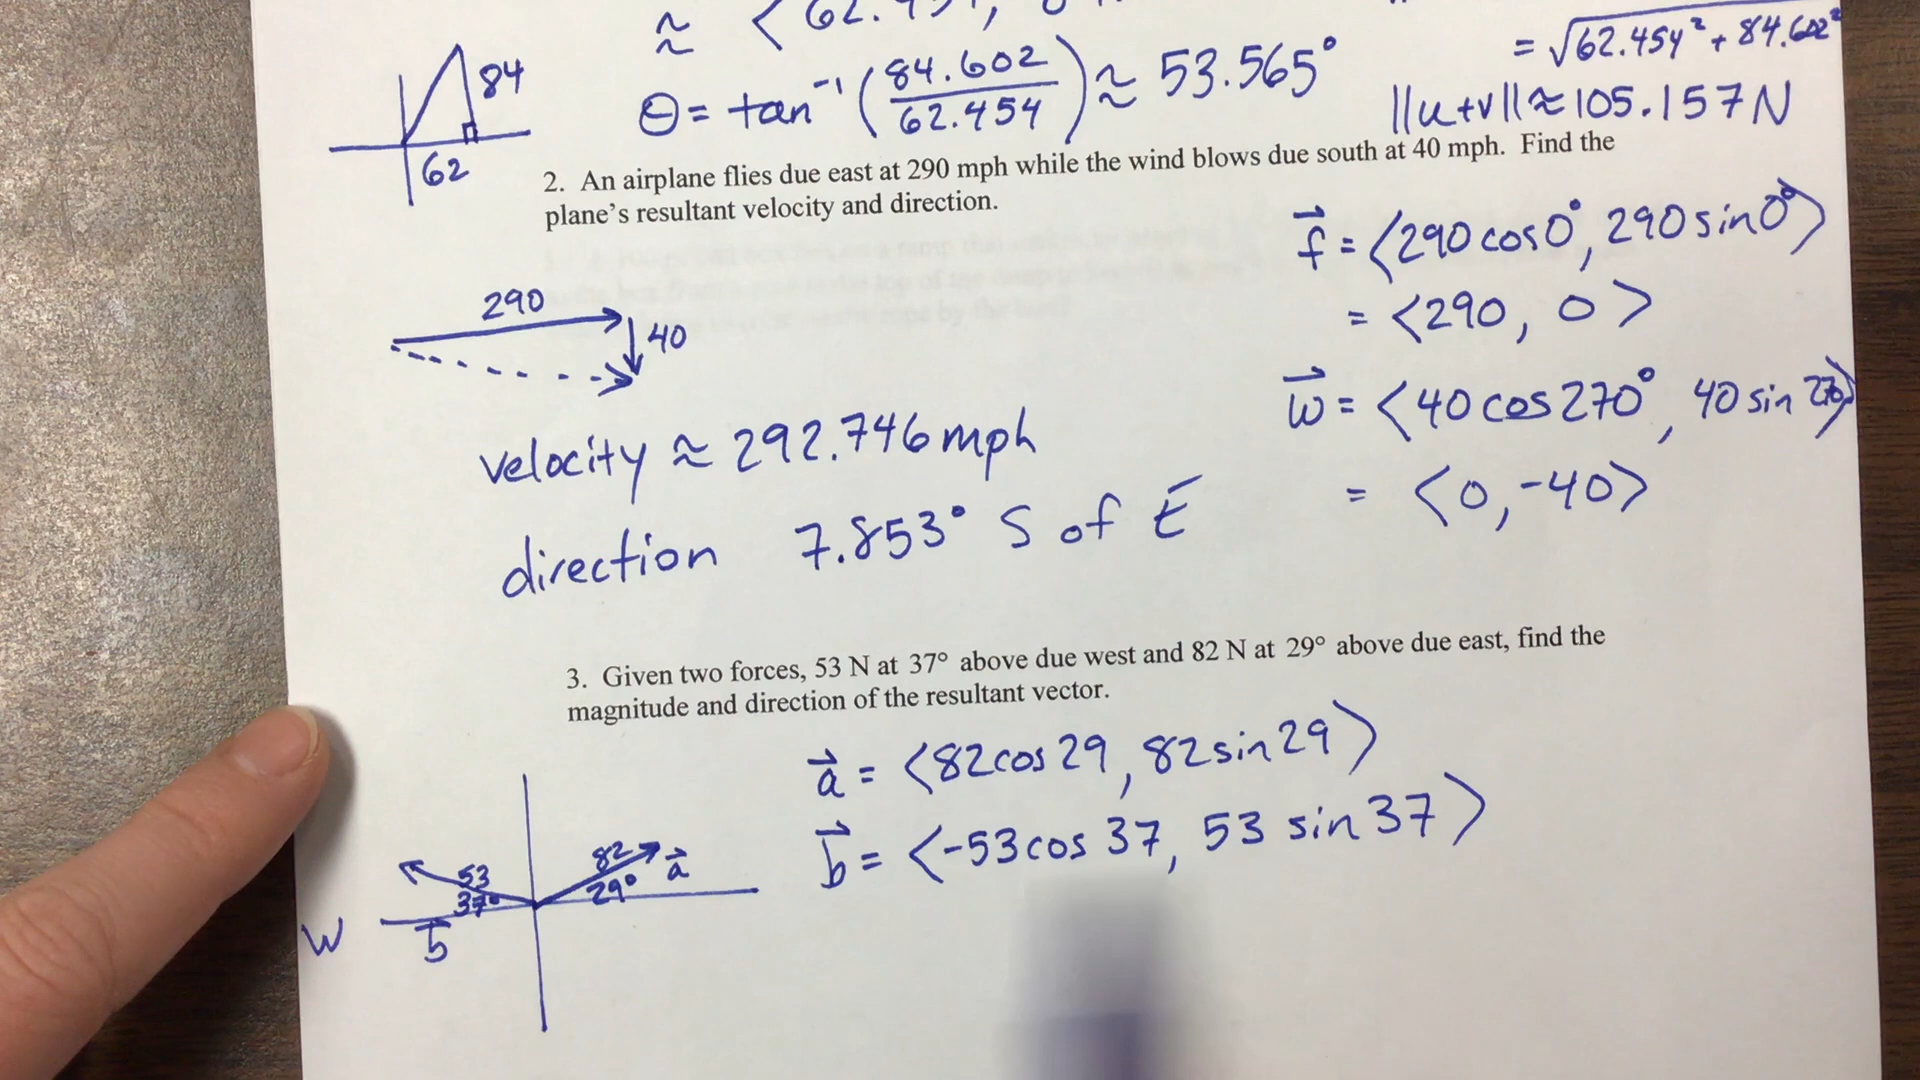 ≈ <62.454,
= √62.454² + 84.602²
84
62
θ = tan⁻¹ (84.602 / 62.454) ≈ 53.565°
||u+v|| ≈ 105.157 N
2. An airplane flies due east at 290 mph while the wind blows due south at 40 mph. Find the
plane's resultant velocity and direction.
f⃗ = <290 cos 0°, 290 sin 0°>
= <290, 0>
290
40
w⃗ = <40 cos 270°, 40 sin 270>
= <0, -40>
velocity ≈ 292.746 mph
direction 7.853° S of E
3. Given two forces, 53 N at 37° above due west and 82 N at 29° above due east, find the
magnitude and direction of the resultant vector.
a⃗ = <82 cos 29, 82 sin 29>
b⃗ = <-53 cos 37, 53 sin 37>
53
37°
82
29°
a⃗
W
b⃗